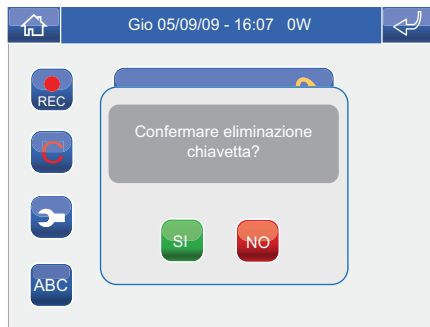 Gio 05/09/09 - 16:07 0W
REC
Confermare eliminazione
chiavetta?
C
SI
NO
ABC